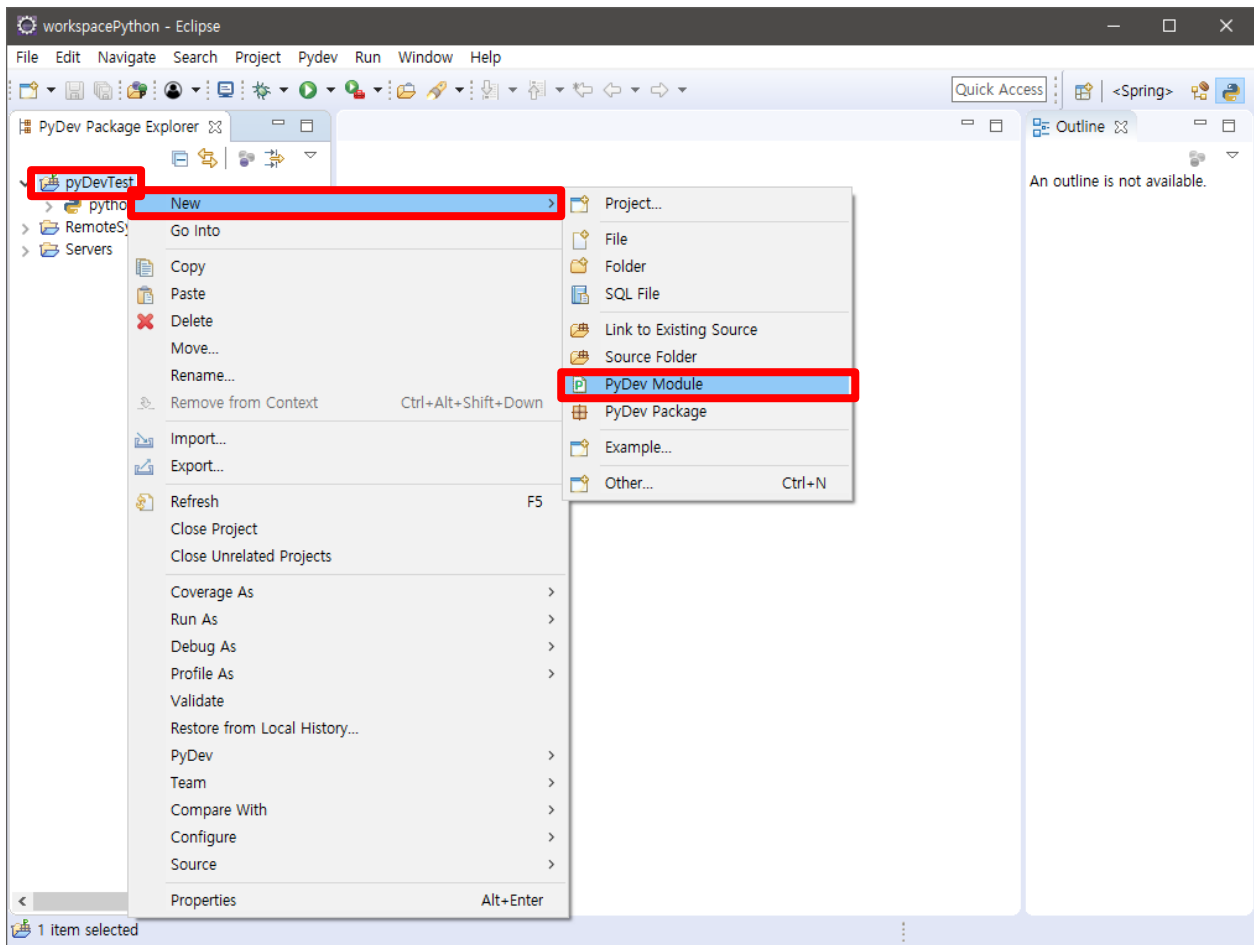 workspacePython - Eclipse
File Edit Navigate Search Project Pydev Run Window Help
Quick Access
<Spring>
PyDev Package Explorer
Outline
An outline is not available.
pyDevTest
pytho
RemoteSy
Servers
New
Go Into
Copy
Paste
Delete
Move...
Rename...
Remove from Context Ctrl+Alt+Shift+Down
Import...
Export...
Refresh F5
Close Project
Close Unrelated Projects
Coverage As
Run As
Debug As
Profile As
Validate
Restore from Local History...
PyDev
Team
Compare With
Configure
Source
Properties Alt+Enter
Project...
File
Folder
SQL File
Link to Existing Source
Source Folder
PyDev Module
PyDev Package
Example...
Other... Ctrl+N
1 item selected